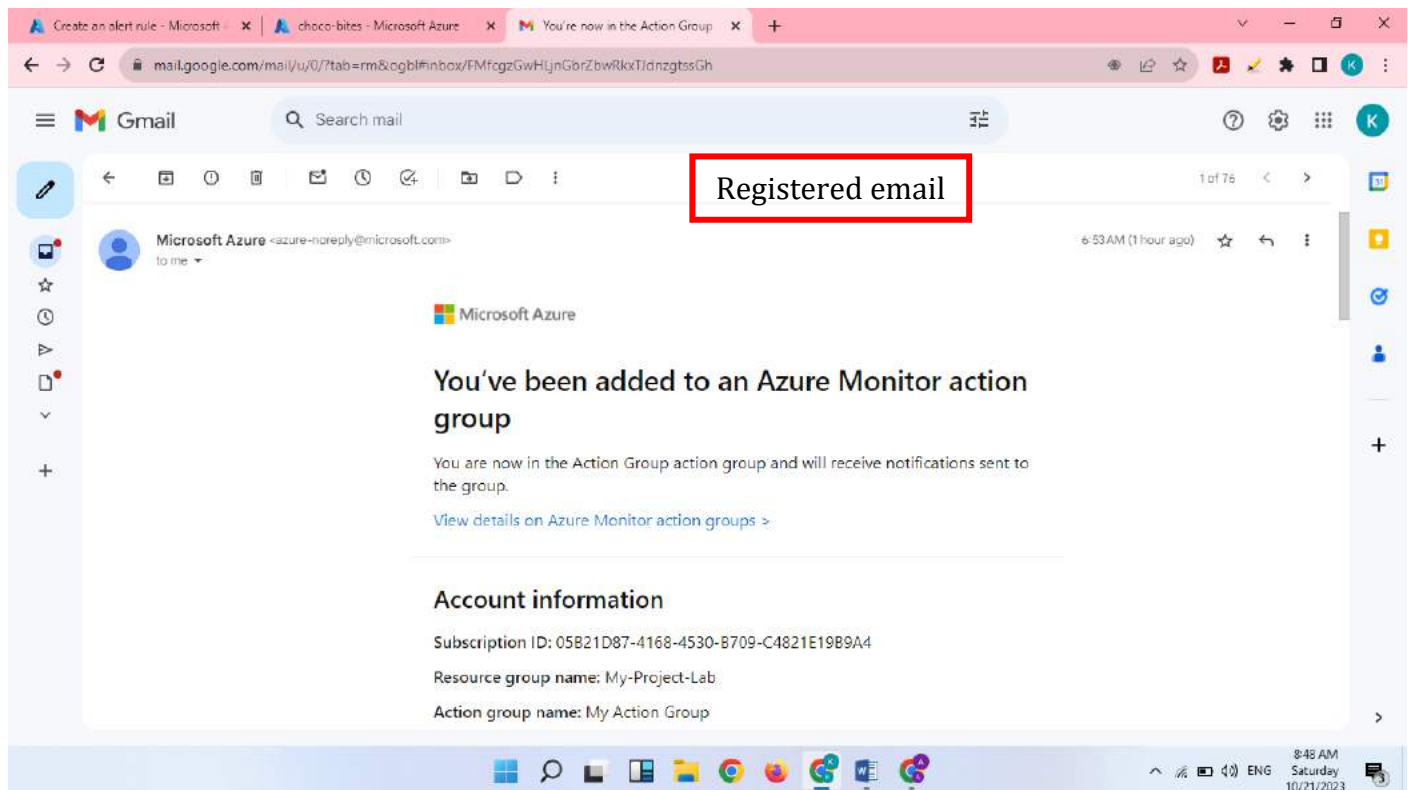 Create an alert rule - Microsoft
choco-bites - Microsoft Azure
You're now in the Action Group
mail.google.com/mail/u/0/?tab=rm&ogbl#inbox/FMfcgzGwHLjnGbrZbwRkxTJdnzgtssGh
K
Gmail
Search mail
K
Registered email
1 of 76
31
Microsoft Azure <azure-noreply@microsoft.com>
6:53 AM (1 hour ago)
to me
Microsoft Azure
You've been added to an Azure Monitor action
group
You are now in the Action Group action group and will receive notifications sent to
the group.
View details on Azure Monitor action groups >
Account information
Subscription ID: 05B21D87-4168-4530-B709-C4821E19B9A4
Resource group name: My-Project-Lab
Action group name: My Action Group
ENG
8:48 AM
Saturday
10/21/2023
3